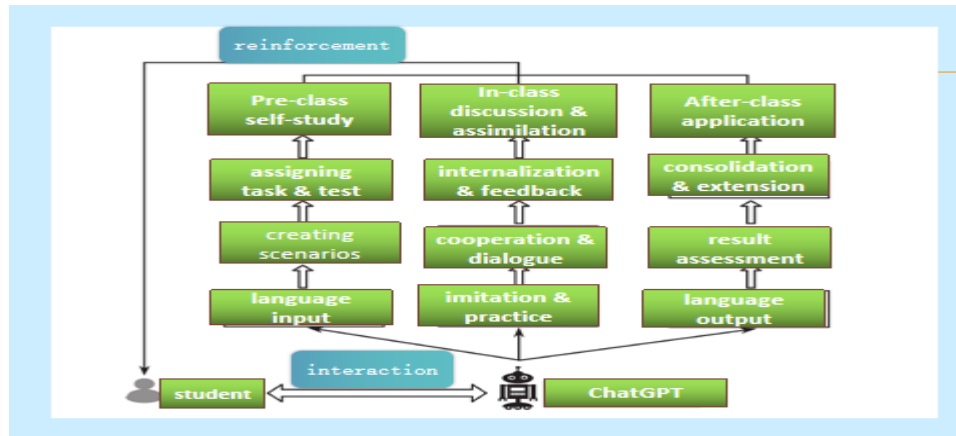 reinforcement
Pre-class
self-study
In-class
discussion &
assimilation
After-class
application
assigning
task & test
internalization
& feedback
consolidation
& extension
creating
scenarios
cooperation &
dialogue
result
assessment
language
input
imitation &
practice
language
output
interaction
student
ChatGPT